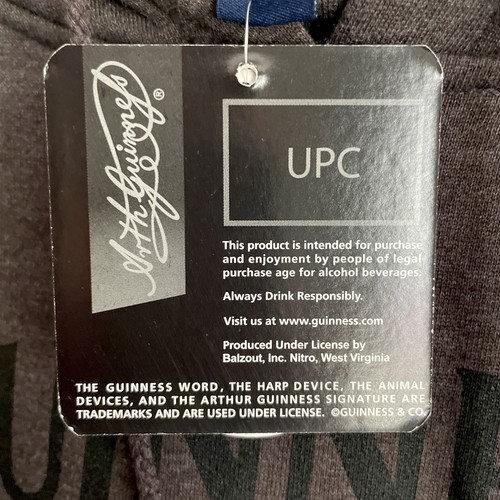 Arth Guinness ®
UPC
This product is intended for purchase
and enjoyment by people of legal
purchase age for alcohol beverages.
Always Drink Responsibly.
Visit us at www.guinness.com
Produced Under License by
Balzout, Inc. Nitro, West Virginia
THE GUINNESS WORD, THE HARP DEVICE, THE ANIMAL
DEVICES, AND THE ARTHUR GUINNESS SIGNATURE ARE
TRADEMARKS AND ARE USED UNDER LICENSE. ©GUINNESS & CO.